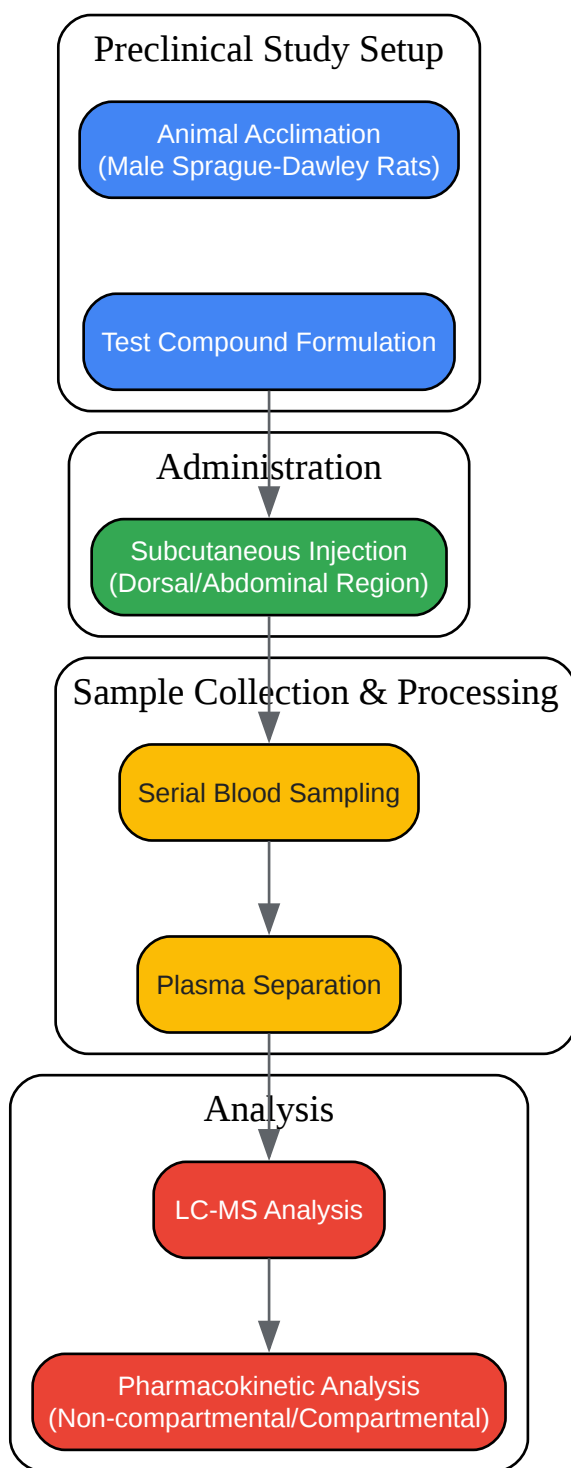 Preclinical Study Setup
Animal Acclimation
(Male Sprague-Dawley Rats)
Test Compound Formulation
Administration
Subcutaneous Injection
(Dorsal/Abdominal Region)
Sample Collection & Processing
Serial Blood Sampling
Plasma Separation
Analysis
LC-MS Analysis
Pharmacokinetic Analysis
(Non-compartmental/Compartmental)